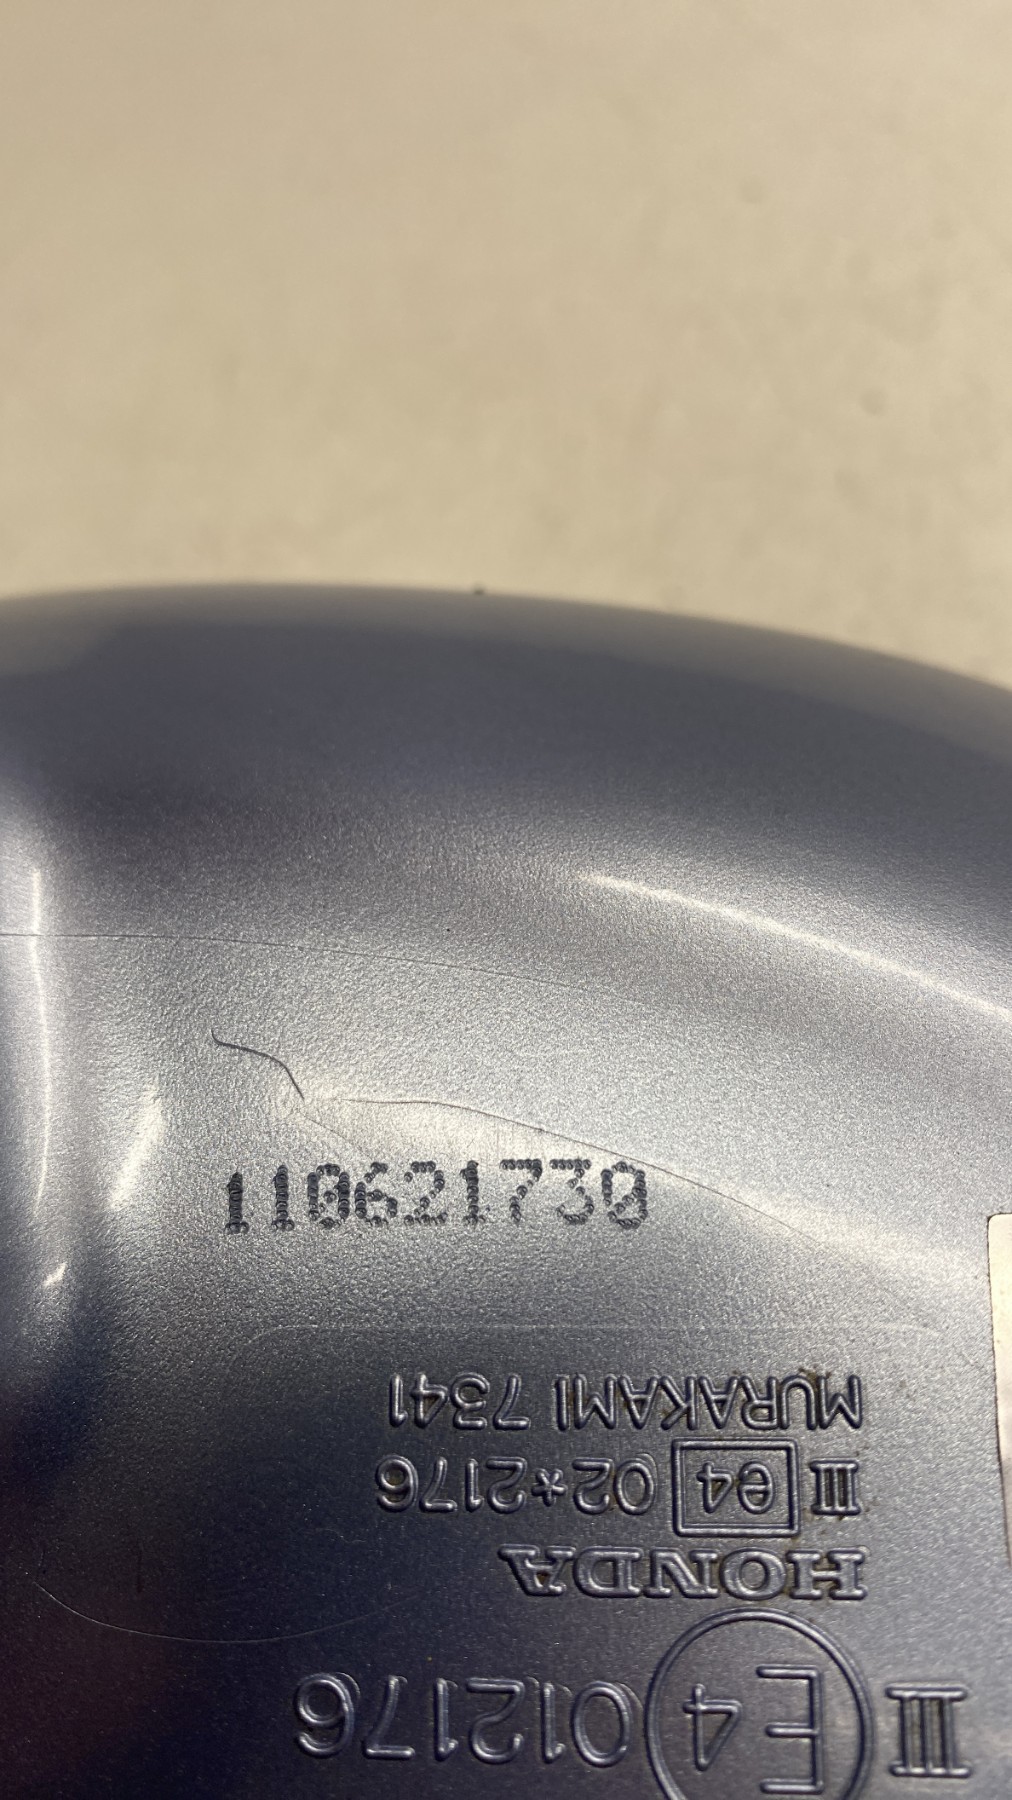 110621730
III E4 012176
HONDA
III e4 02*2176
MURAKAMI 7341